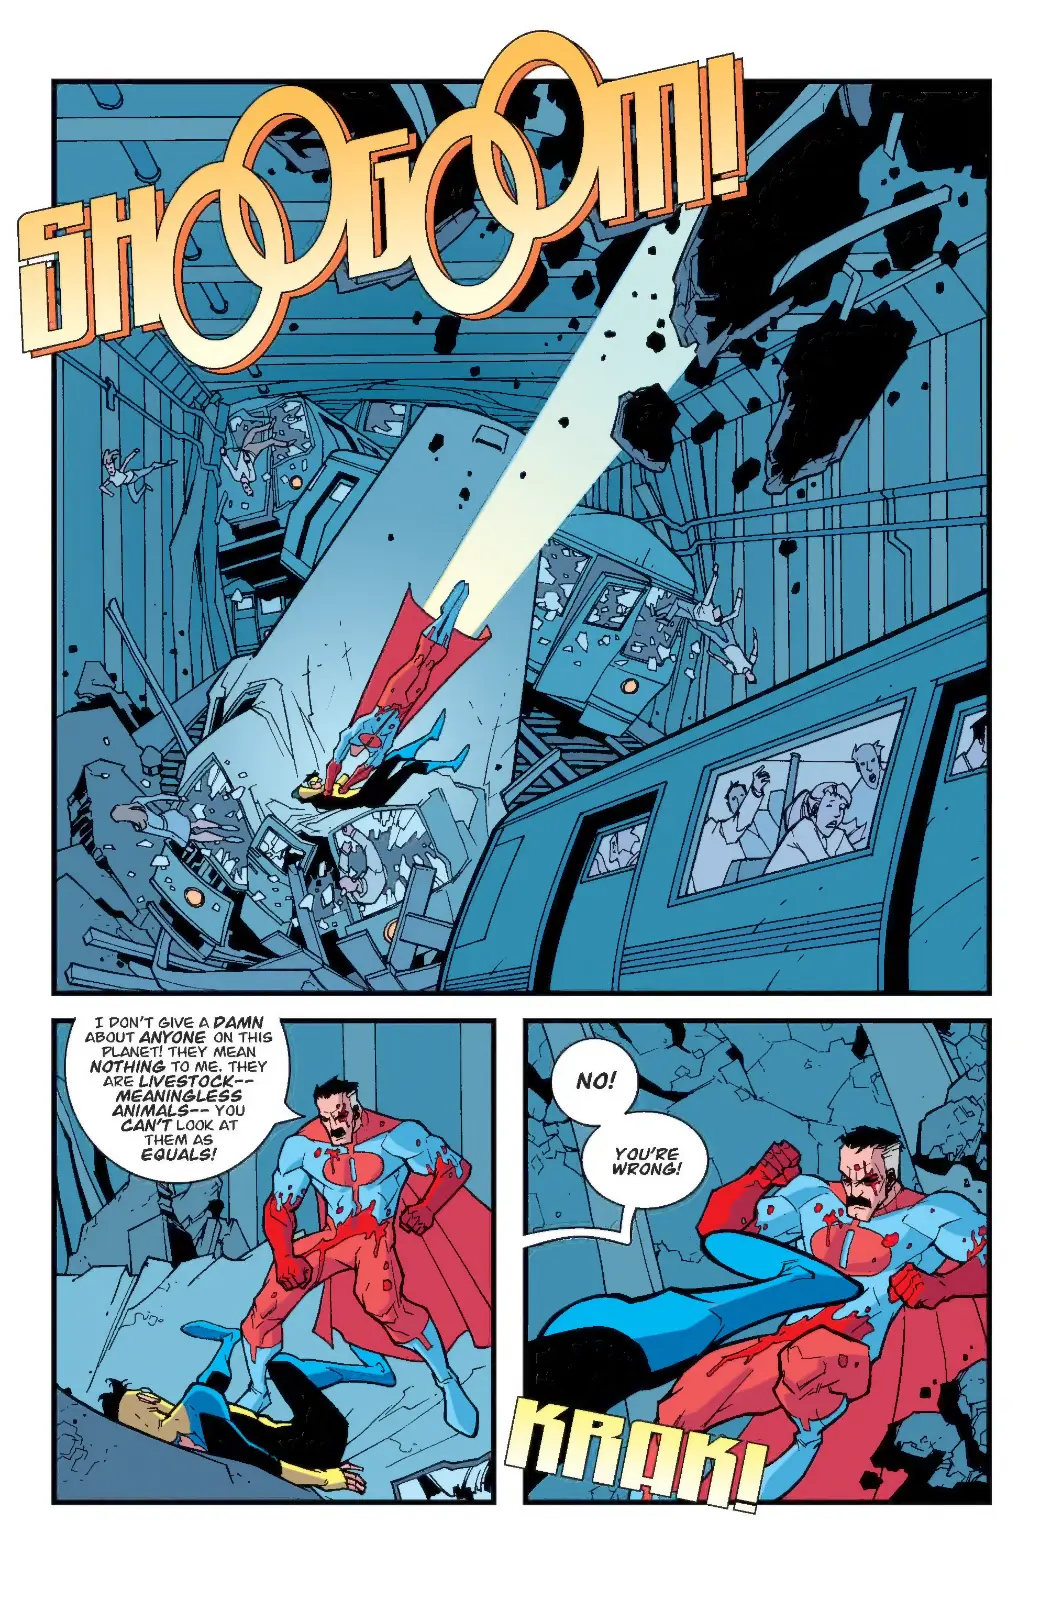 SHOOOOM!
I DON'T GIVE A DAMN
ABOUT ANYONE ON THIS
PLANET! THEY MEAN
NOTHING TO ME. THEY
ARE LIVESTOCK--
MEANINGLESS
ANIMALS-- YOU
CAN'T LOOK AT
THEM AS
EQUALS!
NO!
YOU'RE
WRONG!
KRAK!